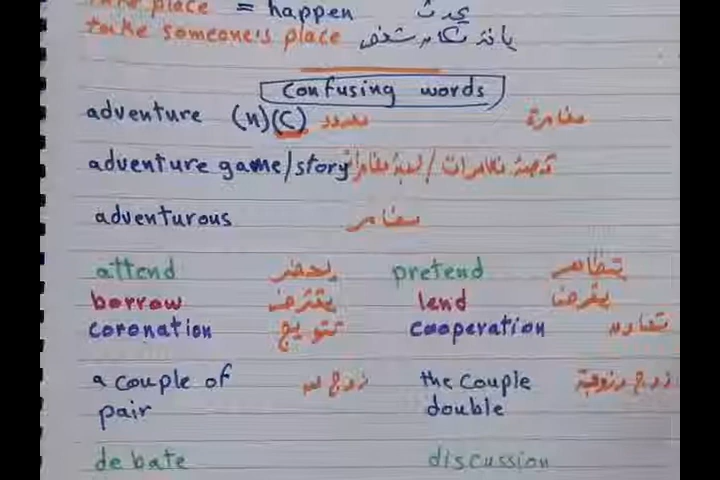 take place = happen يحدث
take someone's place يأخذ مكان شخص
Confusing words
adventure (n)(C) معدود مغامرة
adventure game/story قصة مغامرات / لعبة مغامرات
adventurous مغامر
attend يحضر pretend يتظاهر
borrow يقترض lend يقرض
coronation تتويج cooperation تعاون
a couple of زوج من the couple زوج وزوجة
pair double
debate discussion